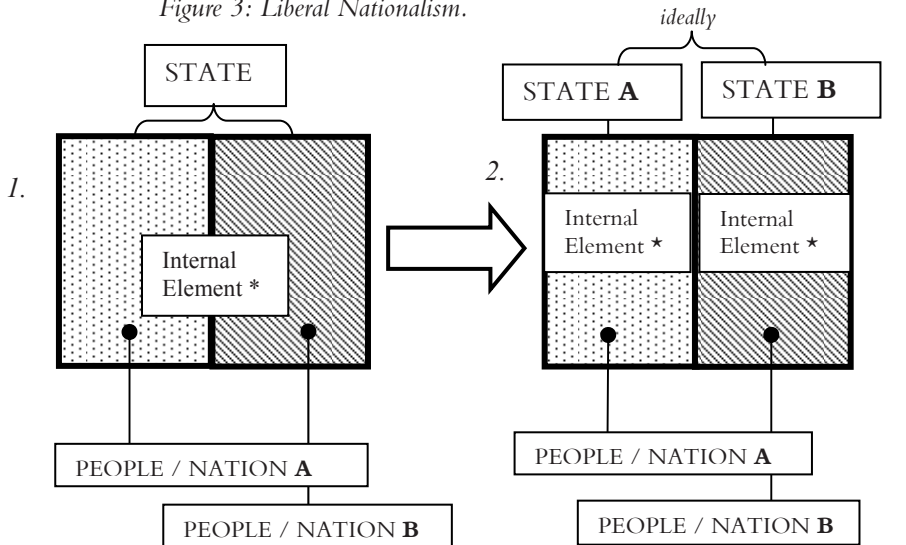 Figure 3: Liberal Nationalism.
ideally
STATE
STATE A
STATE B
1.
2.
Internal
Element *
Internal
Element ★
Internal
Element ★
PEOPLE / NATION A
PEOPLE / NATION B
PEOPLE / NATION A
PEOPLE / NATION B